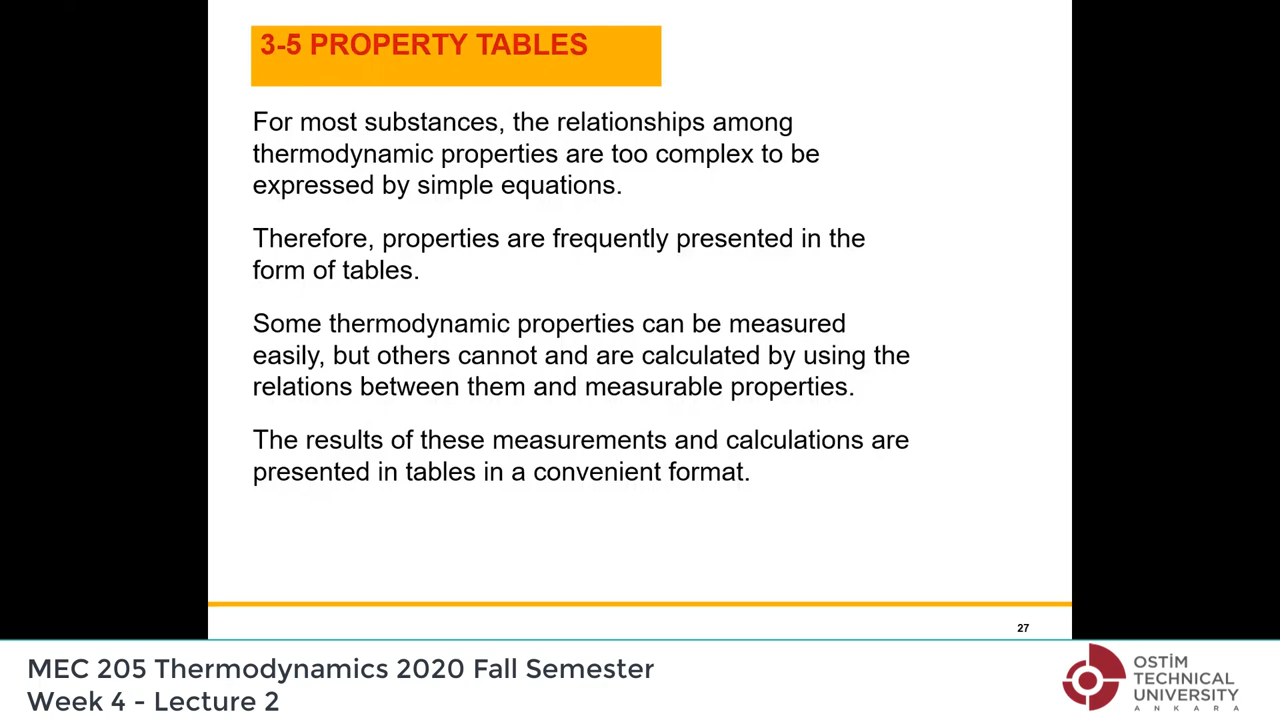 3-5 PROPERTY TABLES
For most substances, the relationships among
thermodynamic properties are too complex to be
expressed by simple equations.
Therefore, properties are frequently presented in the
form of tables.
Some thermodynamic properties can be measured
easily, but others cannot and are calculated by using the
relations between them and measurable properties.
The results of these measurements and calculations are
presented in tables in a convenient format.
27
MEC 205 Thermodynamics 2020 Fall Semester
Week 4 - Lecture 2
OSTİM
TECHNICAL
UNIVERSITY
ANKARA